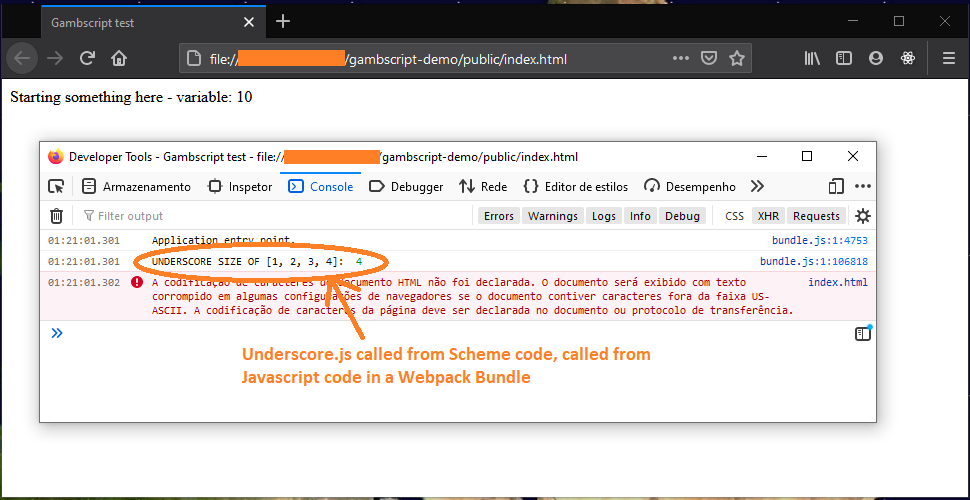 Gambscript test
file:// /gambscript-demo/public/index.html
Starting something here - variable: 10
Developer Tools - Gambscript test - file:// /gambscript-demo/public/index.html
Armazenamento Inspetor Console Debugger Rede Editor de estilos Desempenho
Filter output Errors Warnings Logs Info Debug CSS XHR Requests
01:21:01.301 Application entry point. bundle.js:1:4753
01:21:01.301 UNDERSCORE SIZE OF [1, 2, 3, 4]: 4 bundle.js:1:106818
01:21:01.302 A codificação de caracteres do documento HTML não foi declarada. O documento será exibido com texto index.html
corrompido em algumas configurações de navegadores se o documento contiver caracteres fora da faixa US-
ASCII. A codificação de caracteres da página deve ser declarada no documento ou protocolo de transferência.
Underscore.js called from Scheme code, called from
Javascript code in a Webpack Bundle